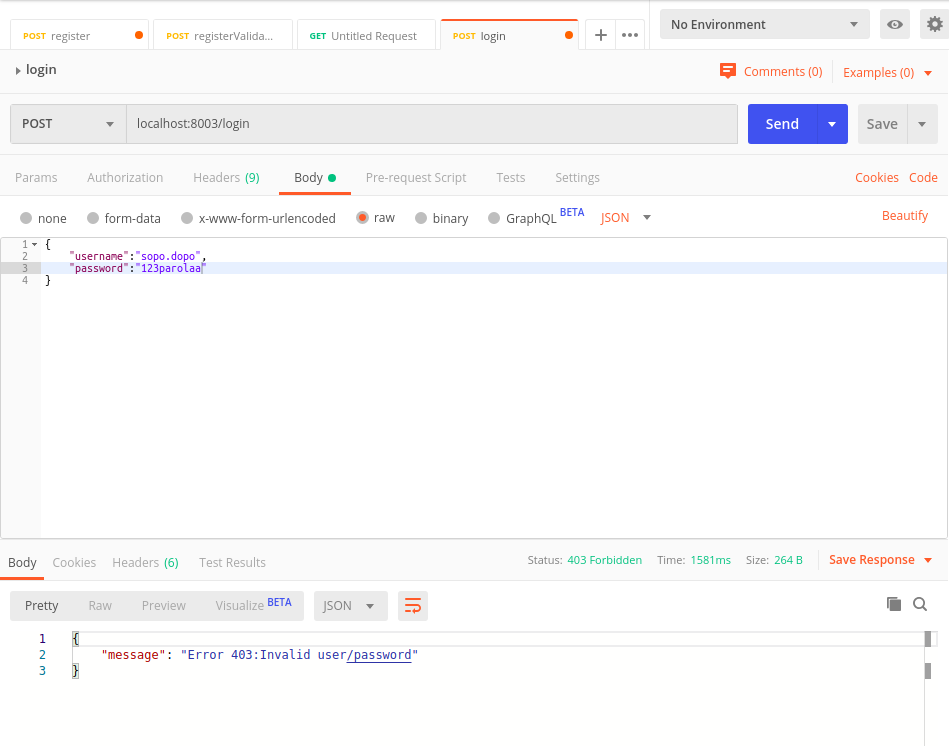 POST register POST registerValida... GET Untitled Request POST login + ••• No Environment
login Comments (0) Examples (0)
POST localhost:8003/login Send Save
Params Authorization Headers (9) Body Pre-request Script Tests Settings Cookies Code
none form-data x-www-form-urlencoded raw binary GraphQL BETA JSON Beautify
1 {
2 "username":"sopo.dopo",
3 "password":"123parolaa"
4 }
Body Cookies Headers (6) Test Results Status: 403 Forbidden Time: 1581ms Size: 264 B Save Response
Pretty Raw Preview Visualize BETA JSON
1 {
2 "message": "Error 403:Invalid user/password"
3 }